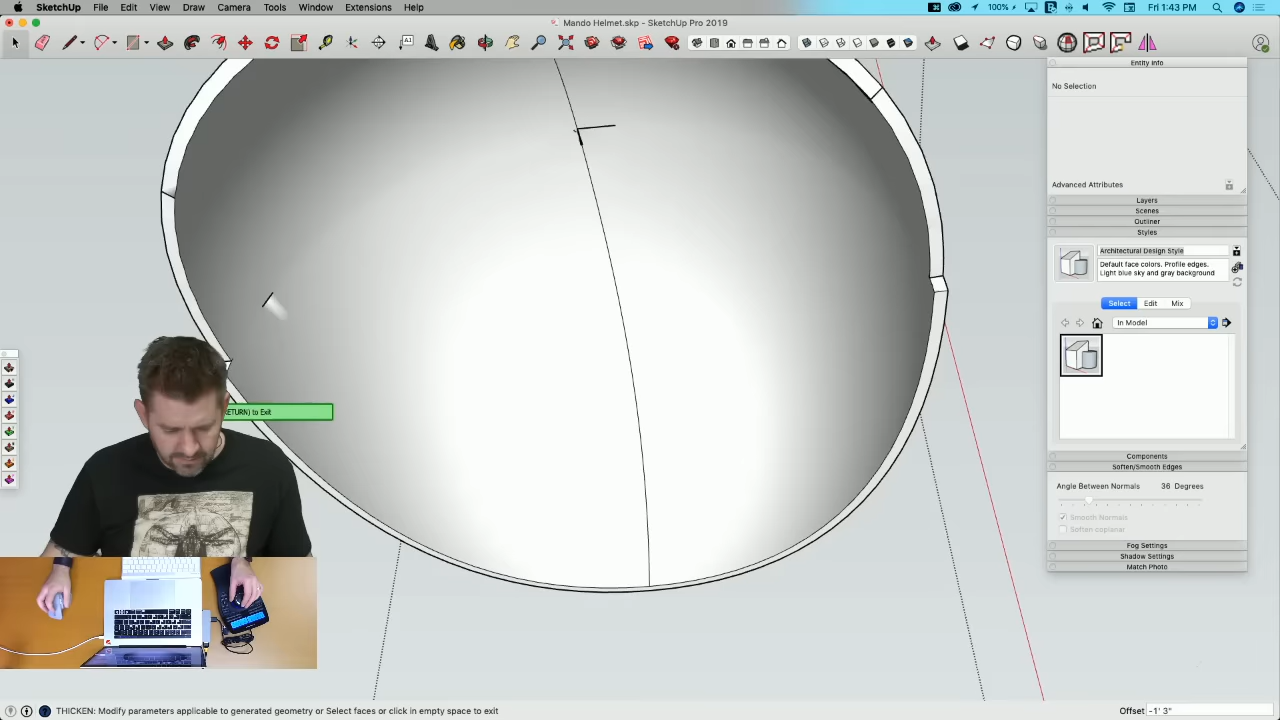 SketchUp File Edit View Draw Camera Tools Window Extensions Help
100% Fri 1:43 PM
Mando Helmet.skp - SketchUp Pro 2019
Entity Info
No Selection
Advanced Attributes
Layers
Scenes
Outliner
Styles
Architectural Design Style
Default face colors. Profile edges.
Light blue sky and gray background
Select Edit Mix
In Model
Components
Soften/Smooth Edges
Angle Between Normals 36 Degrees
Smooth Normals
Soften coplanar
Fog Settings
Shadow Settings
Match Photo
RETURN) to Exit
THICKEN: Modify parameters applicable to generated geometry or Select faces or click in empty space to exit
Offset -1' 3"